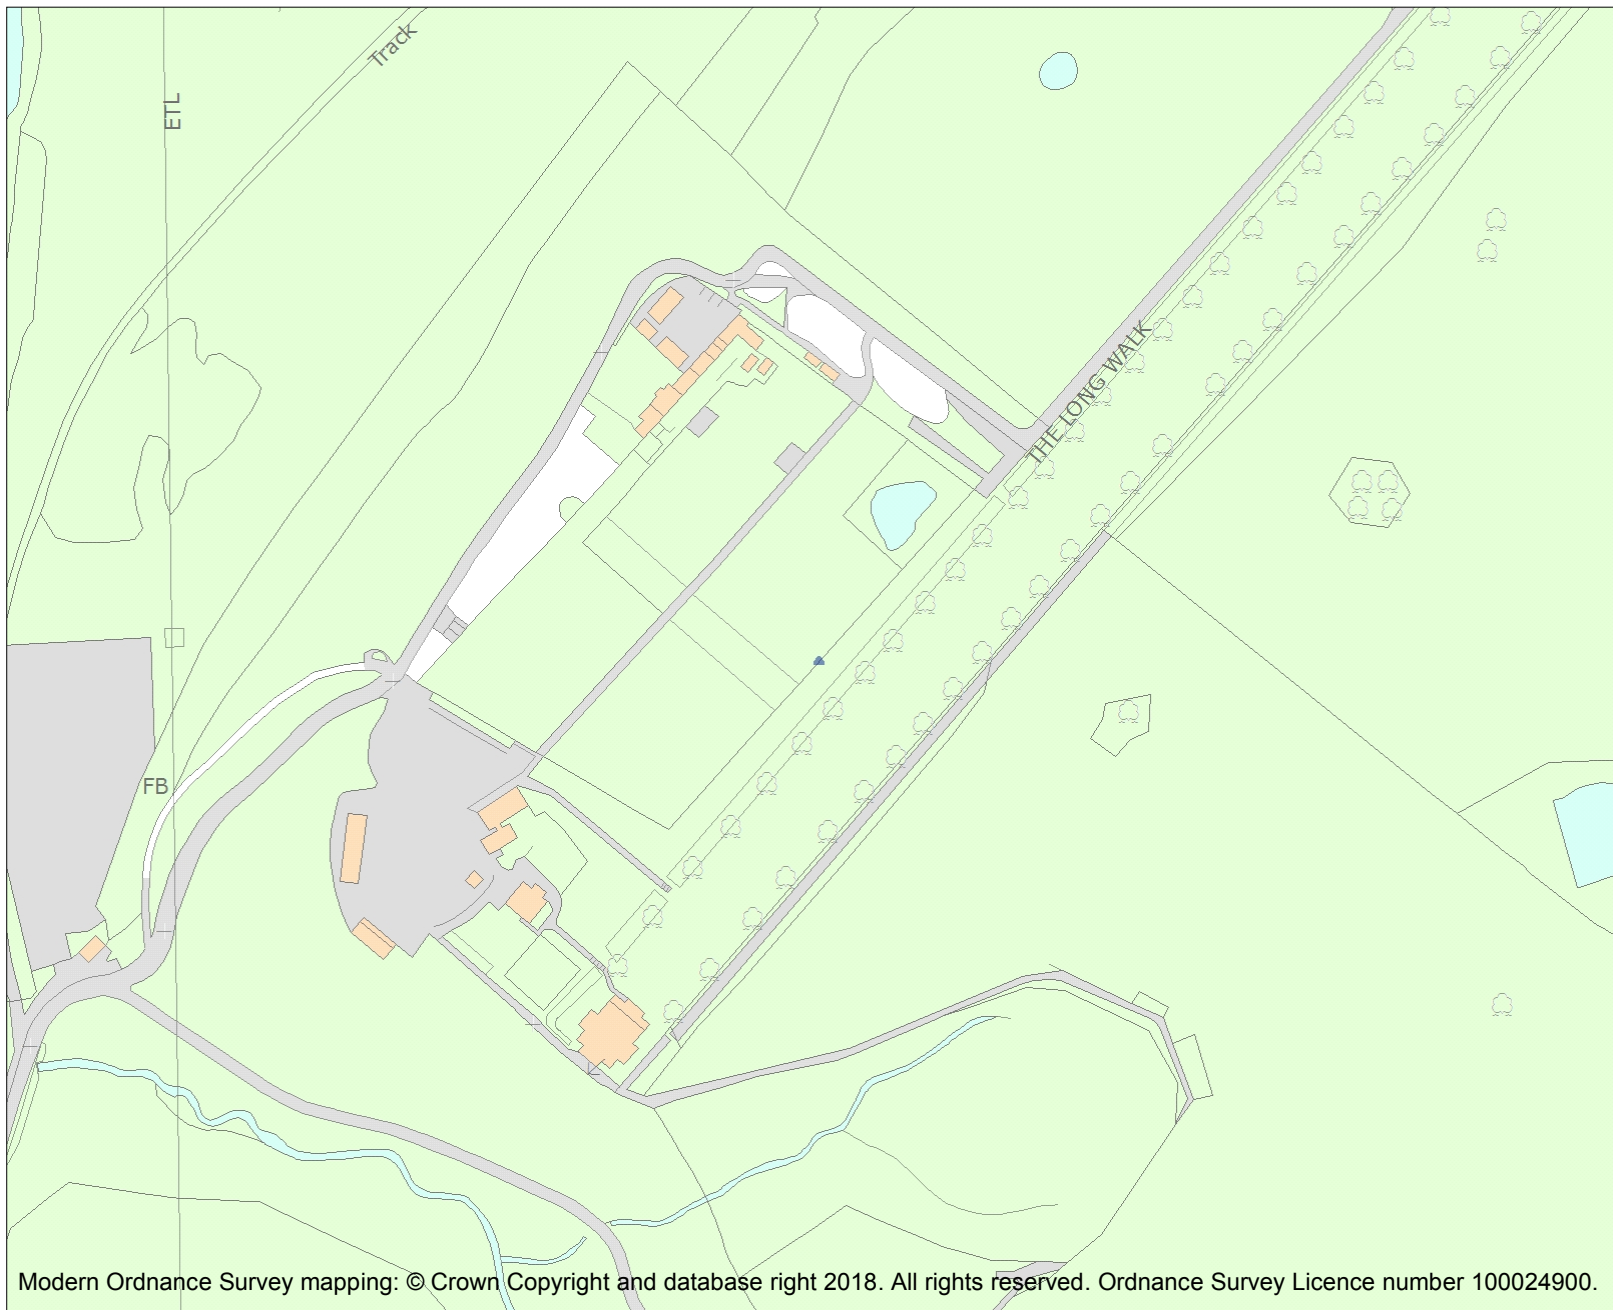 Track
ETL
THE LONG WALK
FB
Modern Ordnance Survey mapping: © Crown Copyright and database right 2018. All rights reserved. Ordnance Survey Licence number 100024900.